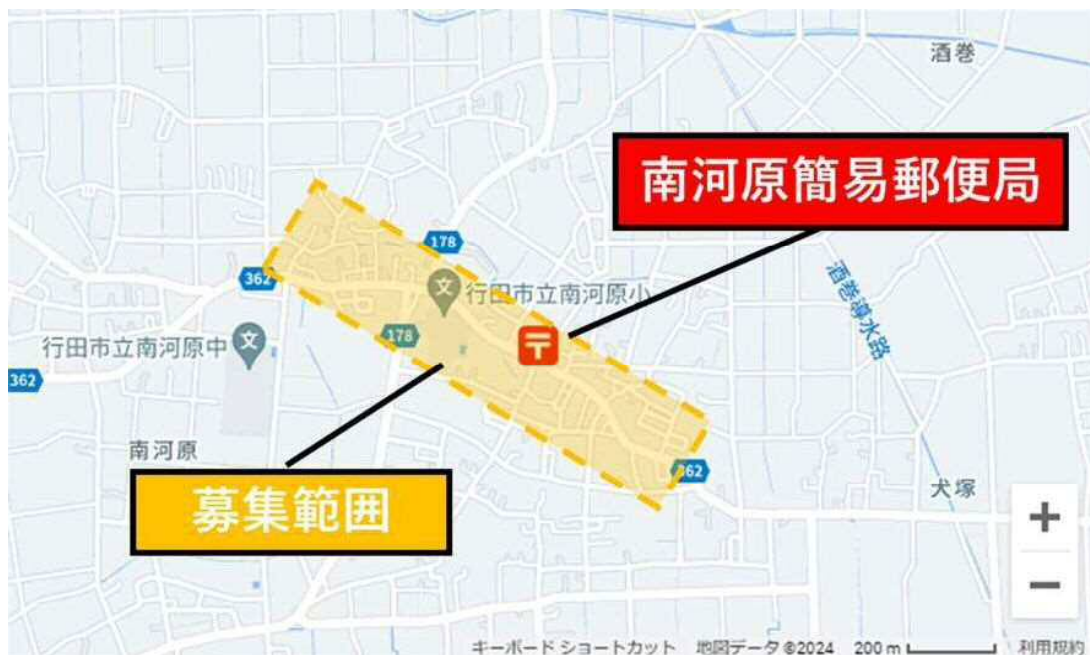 酒巻
南河原簡易郵便局
178
362
行田市立南河原小
酒巻導水路
文
文
178
行田市立南河原中
362
〒
南河原
362
募集範囲
犬塚
+
−
キーボード ショートカット 地図データ ©2024 200 m 利用規約